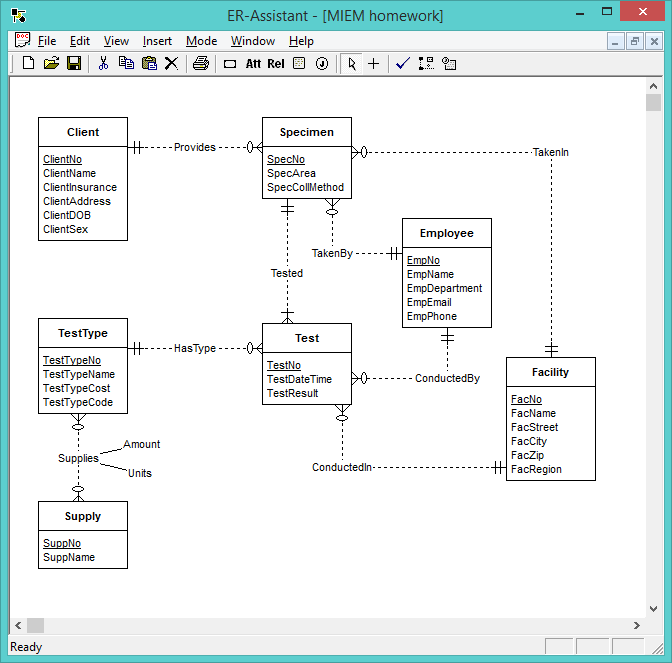 ER-Assistant - [MIEM homework]
File Edit View Insert Mode Window Help
Att Rel J
Client
ClientNo
ClientName
ClientInsurance
ClientAddress
ClientDOB
ClientSex
Provides
Specimen
SpecNo
SpecArea
SpecCollMethod
TakenIn
TakenBy
Employee
EmpNo
EmpName
EmpDepartment
EmpEmail
EmpPhone
Tested
TestType
TestTypeNo
TestTypeName
TestTypeCost
TestTypeCode
HasType
Test
TestNo
TestDateTime
TestResult
ConductedBy
Facility
FacNo
FacName
FacStreet
FacCity
FacZip
FacRegion
ConductedIn
Supplies
Amount
Units
Supply
SuppNo
SuppName
Ready